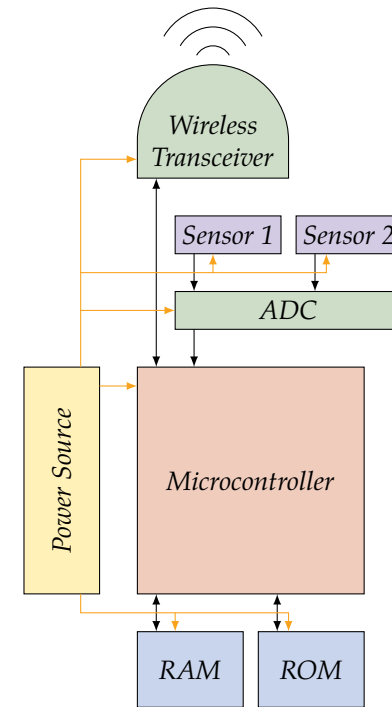 Wireless
Transceiver
Sensor 1
Sensor 2
ADC
Power Source
Microcontroller
RAM
ROM